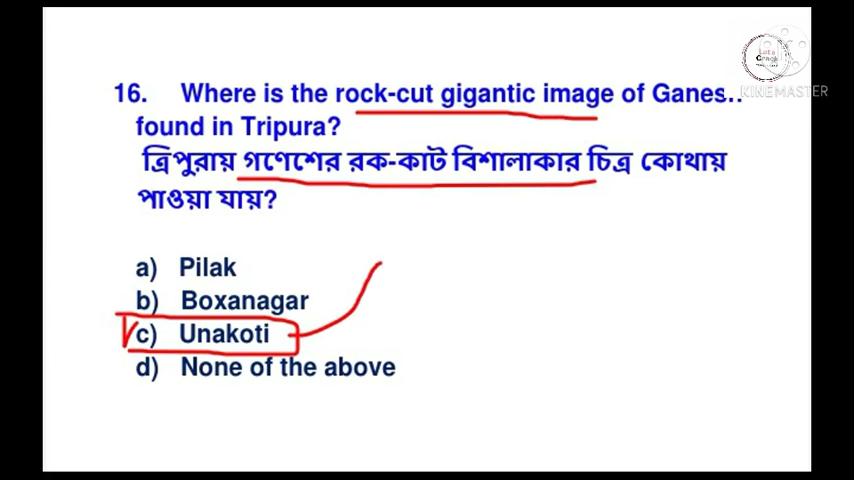 16. Where is the rock-cut gigantic image of Ganesh
found in Tripura?
ত্রিপুরায় গণেশের রক-কাট বিশালাকার চিত্র কোথায়
পাওয়া যায়?
a) Pilak
b) Boxanagar
c) Unakoti
d) None of the above
KINEMASTER